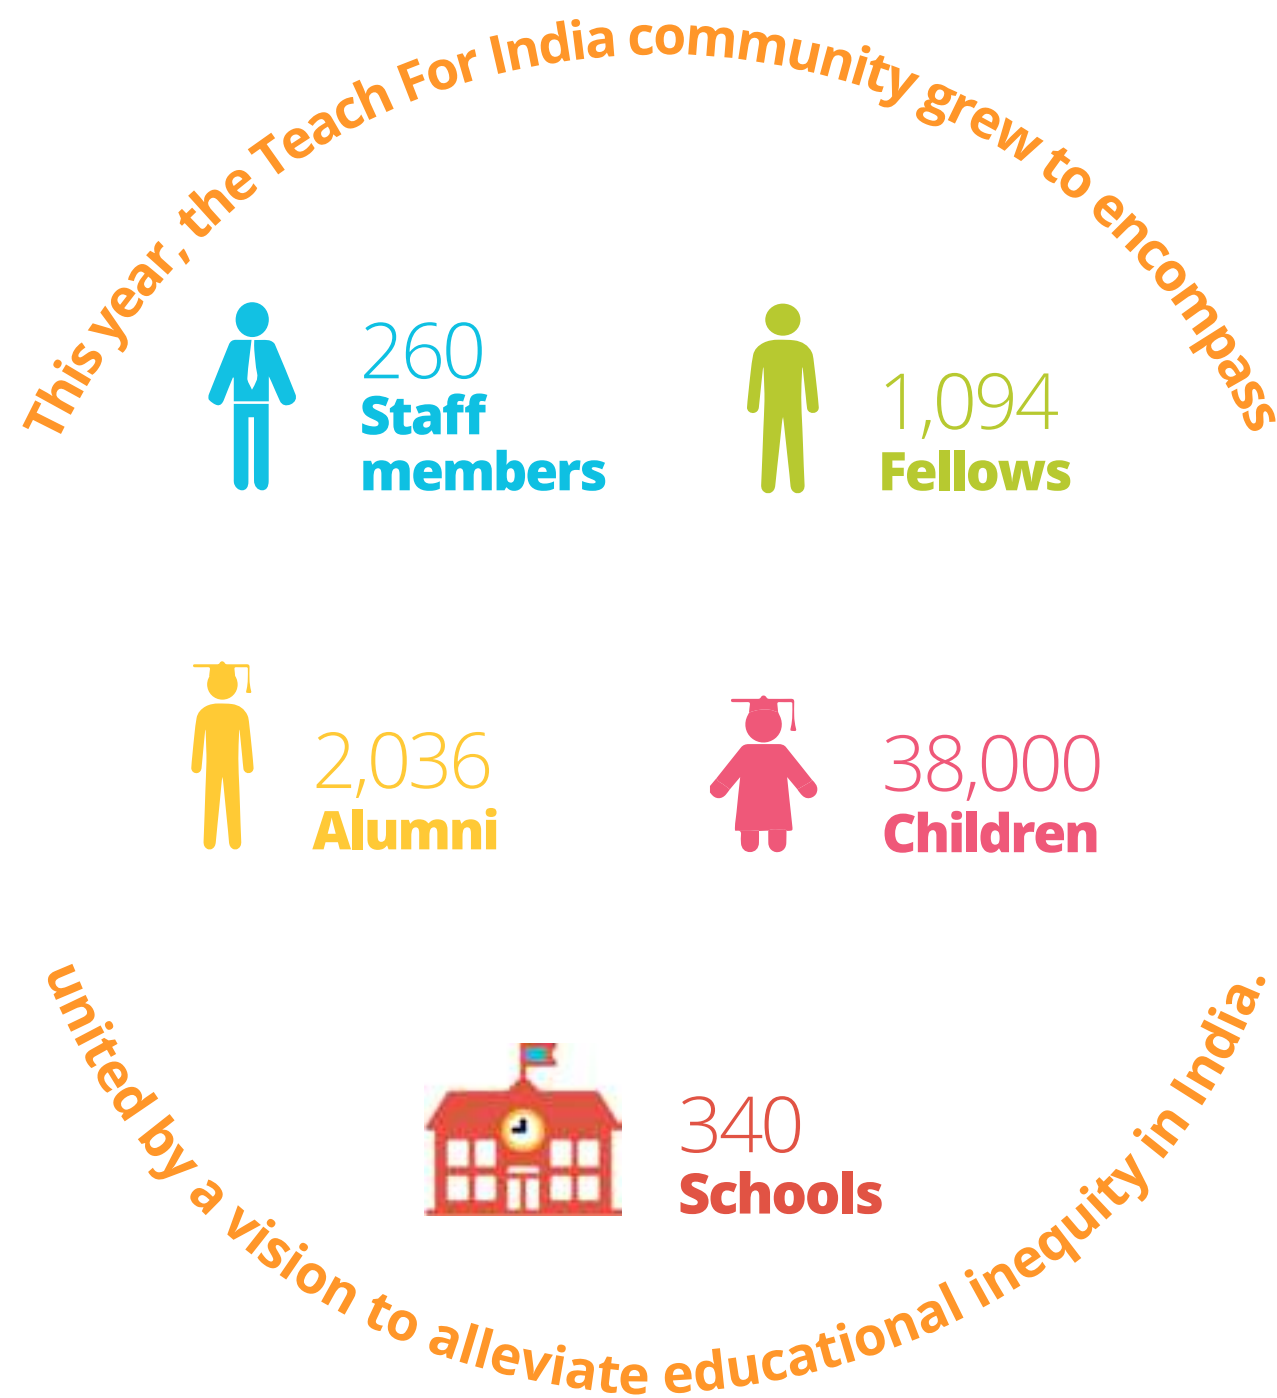 This year, the Teach For India community grew to encompass
260
Staff
members
1,094
Fellows
2,036
Alumni
38,000
Children
340
Schools
united by a vision to alleviate educational inequity in India.